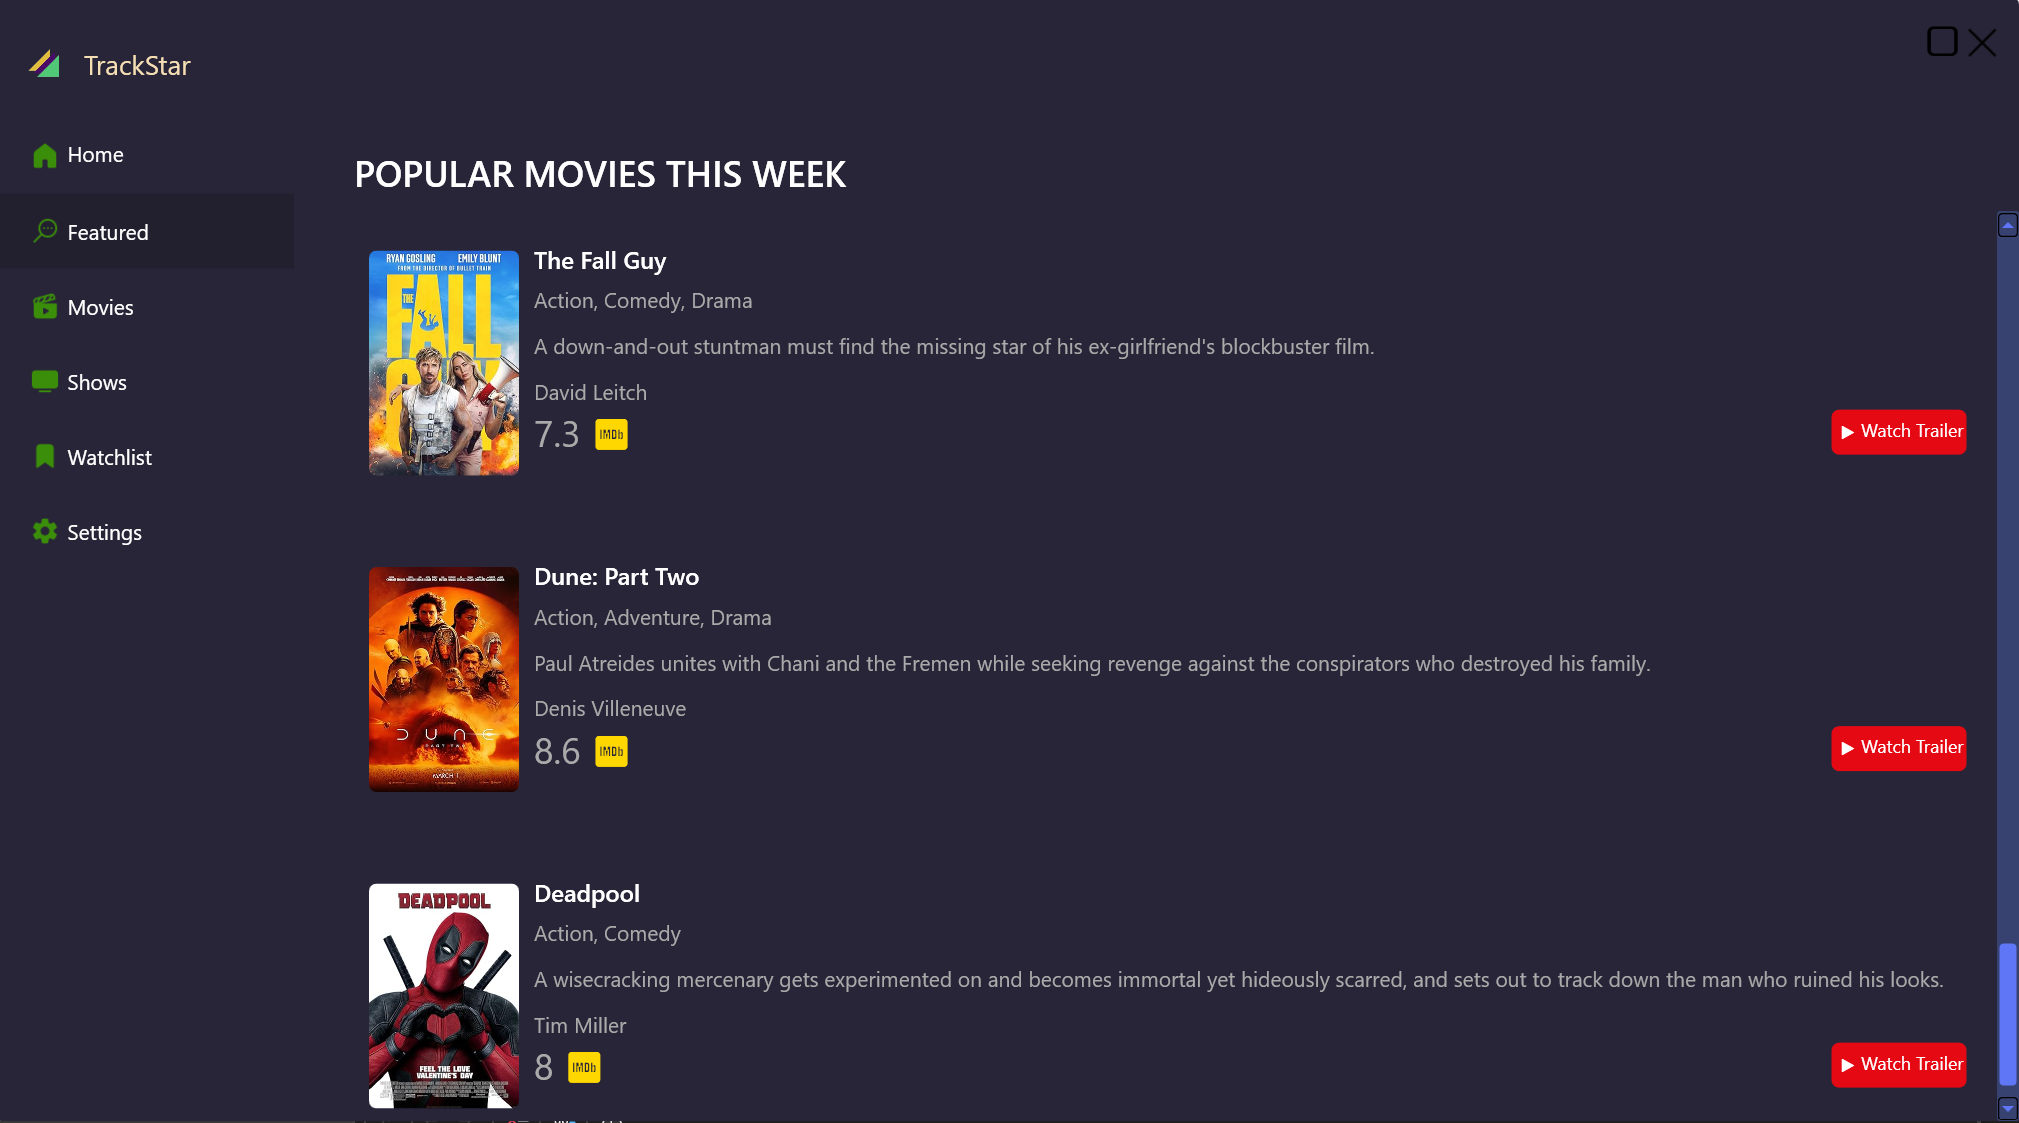 TrackStar
Home
Featured
Movies
Shows
Watchlist
Settings
POPULAR MOVIES THIS WEEK
RYAN GOSLING EMILY BLUNT
FROM THE DIRECTOR OF BULLET TRAIN
THE
FALL
The Fall Guy
Action, Comedy, Drama
A down-and-out stuntman must find the missing star of his ex-girlfriend's blockbuster film.
David Leitch
7.3 IMDb
▶ Watch Trailer
DUNE
PART TWO
MARCH 1
Dune: Part Two
Action, Adventure, Drama
Paul Atreides unites with Chani and the Fremen while seeking revenge against the conspirators who destroyed his family.
Denis Villeneuve
8.6 IMDb
▶ Watch Trailer
DEADPOOL
FEEL THE LOVE
VALENTINE'S DAY
Deadpool
Action, Comedy
A wisecracking mercenary gets experimented on and becomes immortal yet hideously scarred, and sets out to track down the man who ruined his looks.
Tim Miller
8 IMDb
▶ Watch Trailer